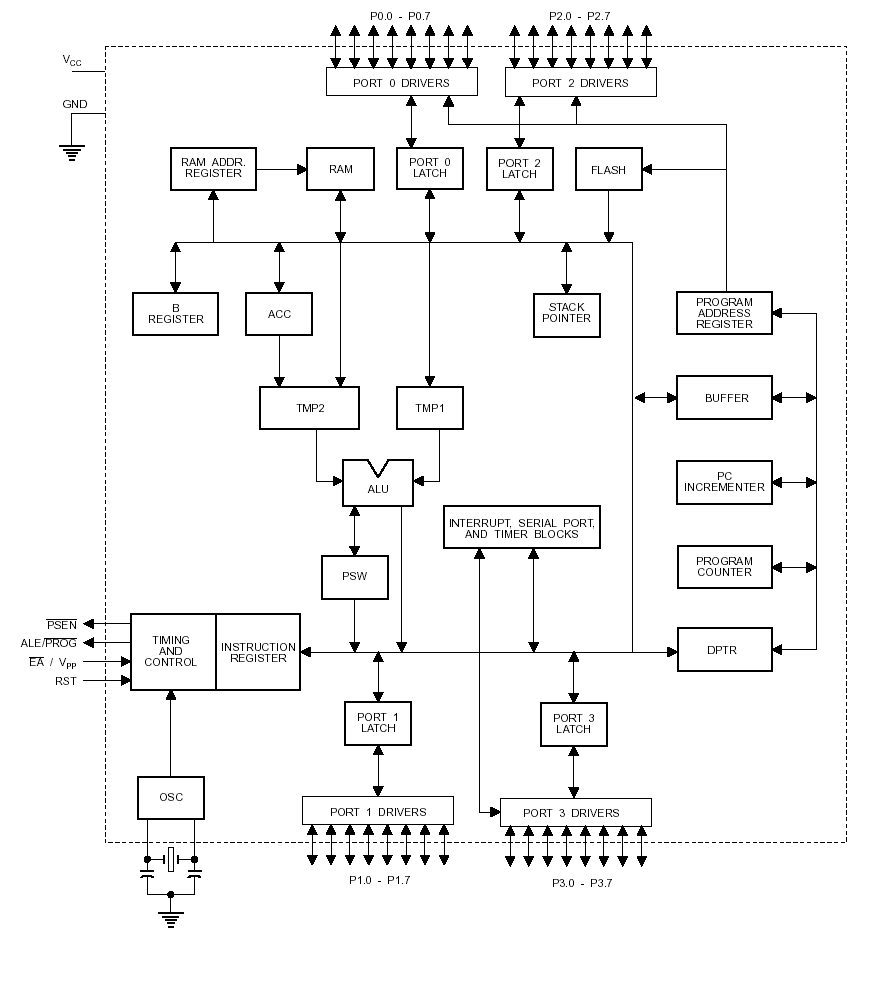 P0.0 - P0.7
P2.0 - P2.7
VCC
GND
PORT 0 DRIVERS
PORT 2 DRIVERS
RAM ADDR.
REGISTER
RAM
PORT 0
LATCH
PORT 2
LATCH
FLASH
B
REGISTER
ACC
STACK
POINTER
PROGRAM
ADDRESS
REGISTER
TMP2
TMP1
BUFFER
ALU
PC
INCREMENTER
INTERRUPT, SERIAL PORT,
AND TIMER BLOCKS
PSW
PROGRAM
COUNTER
PSEN
ALE/PROG
EA / VPP
RST
TIMING
AND
CONTROL
INSTRUCTION
REGISTER
DPTR
PORT 1
LATCH
PORT 3
LATCH
OSC
PORT 1 DRIVERS
PORT 3 DRIVERS
P1.0 - P1.7
P3.0 - P3.7